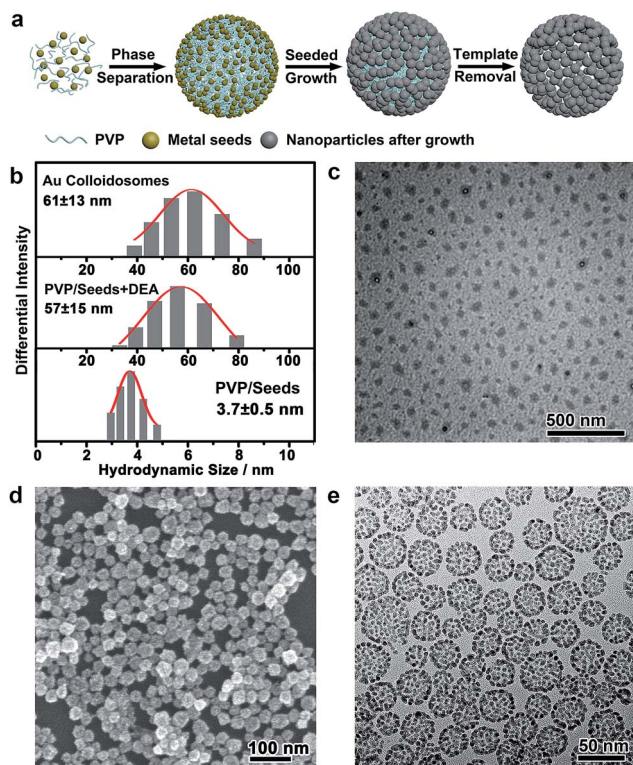 a
Phase
Separation
Seeded
Growth
Template
Removal
PVP
Metal seeds
Nanoparticles after growth
b
Differential Intensity
Au Colloidosomes
61±13 nm
20 40 60 80 100
PVP/Seeds+DEA
57±15 nm
20 40 60 80 100
PVP/Seeds
3.7±0.5 nm
0 2 4 6 8 10
Hydrodynamic Size / nm
c
500 nm
d
100 nm
e
50 nm